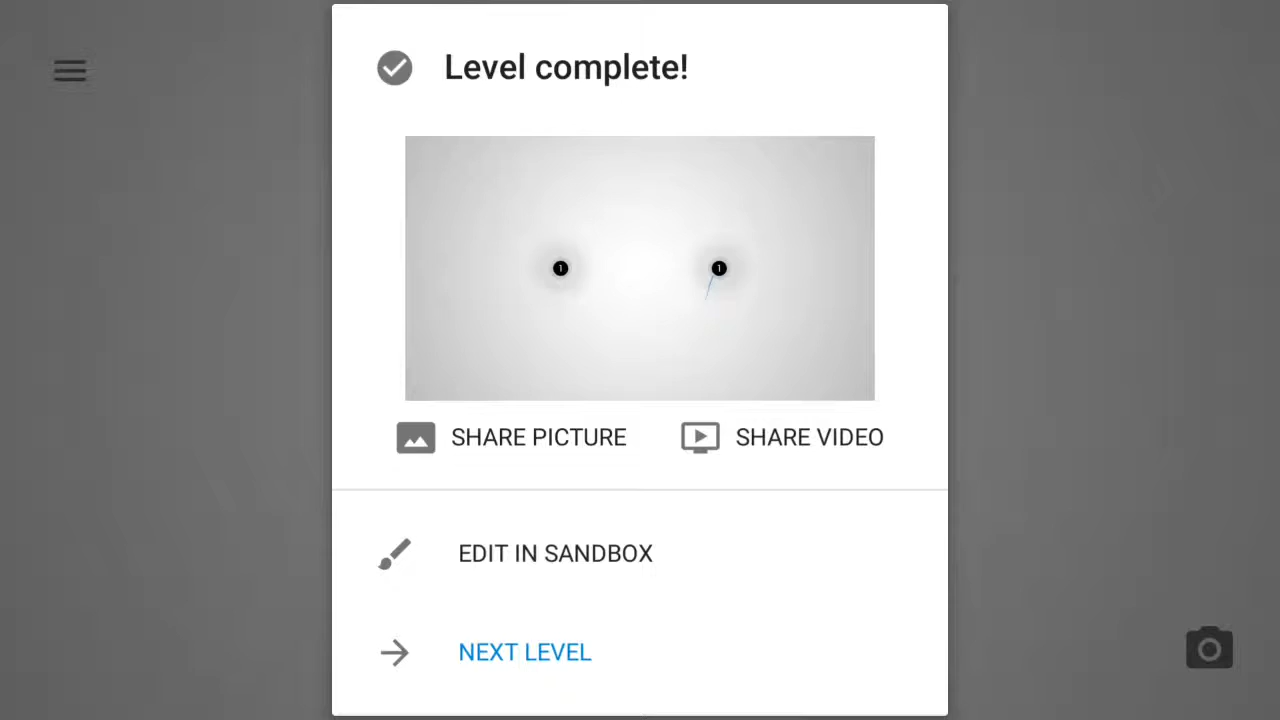 Level complete!
1 1
SHARE PICTURE SHARE VIDEO
EDIT IN SANDBOX
NEXT LEVEL